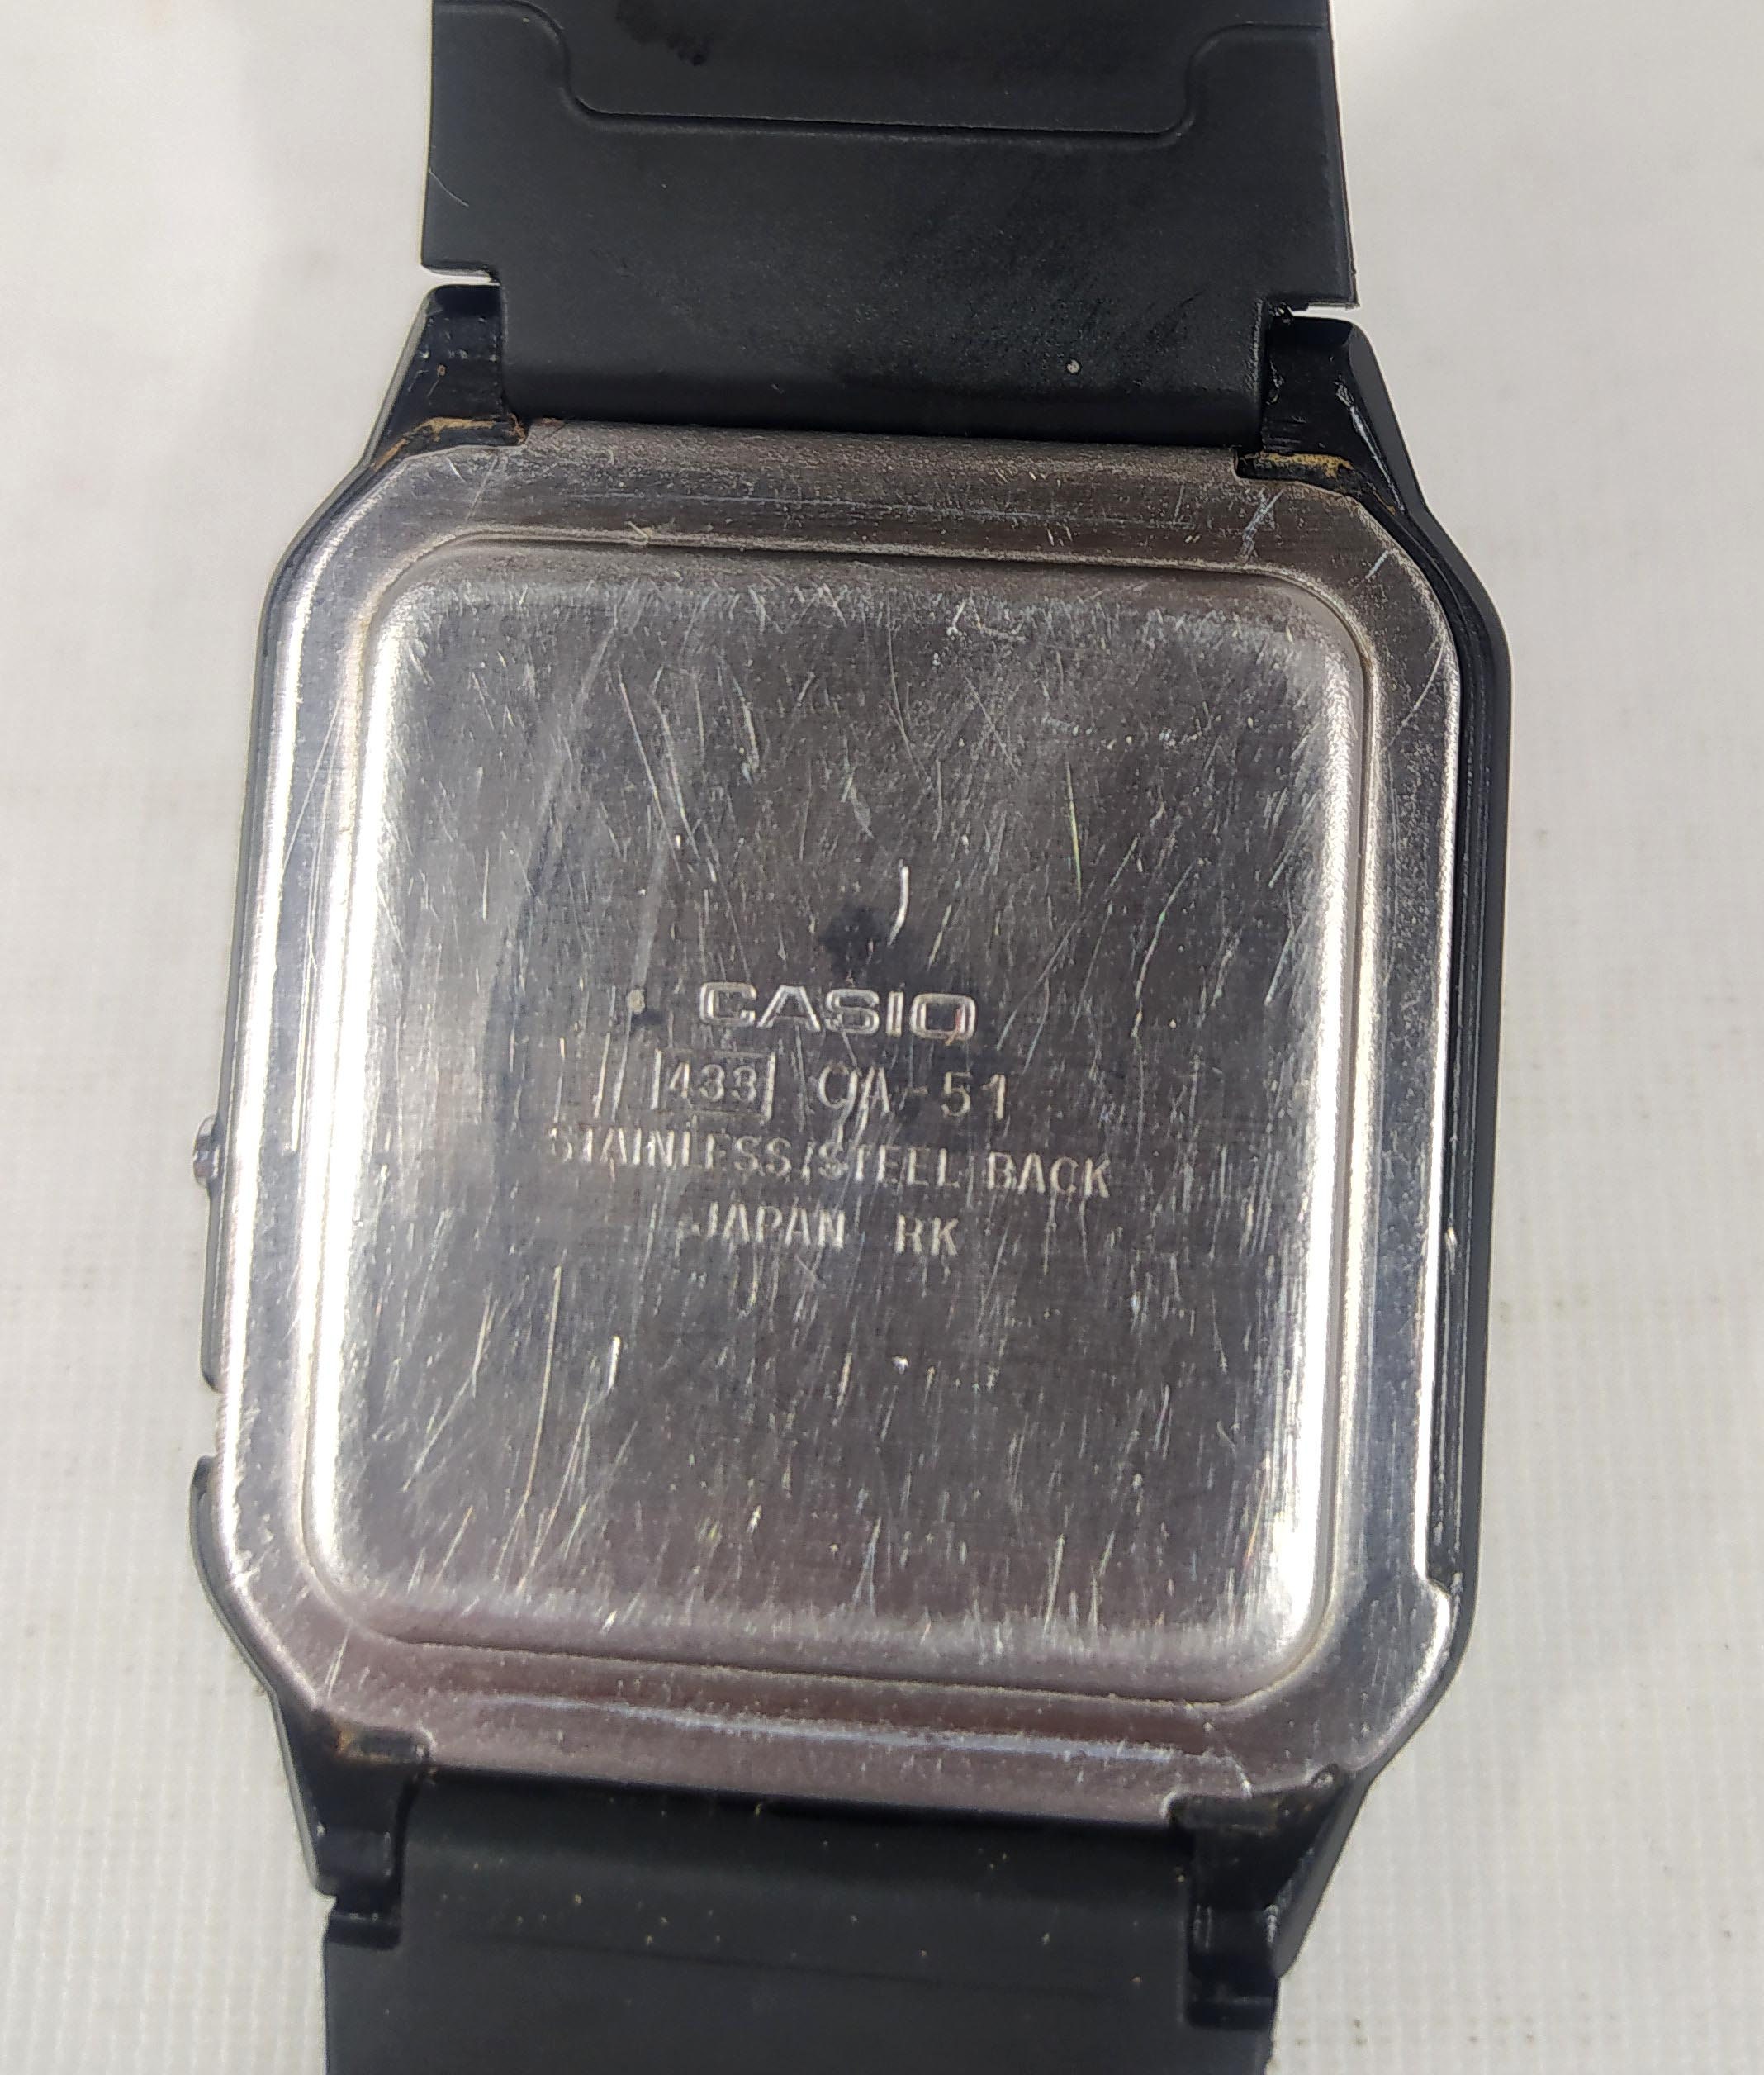 CASIO
433 CA-51
STAINLESS STEEL BACK
JAPAN RK